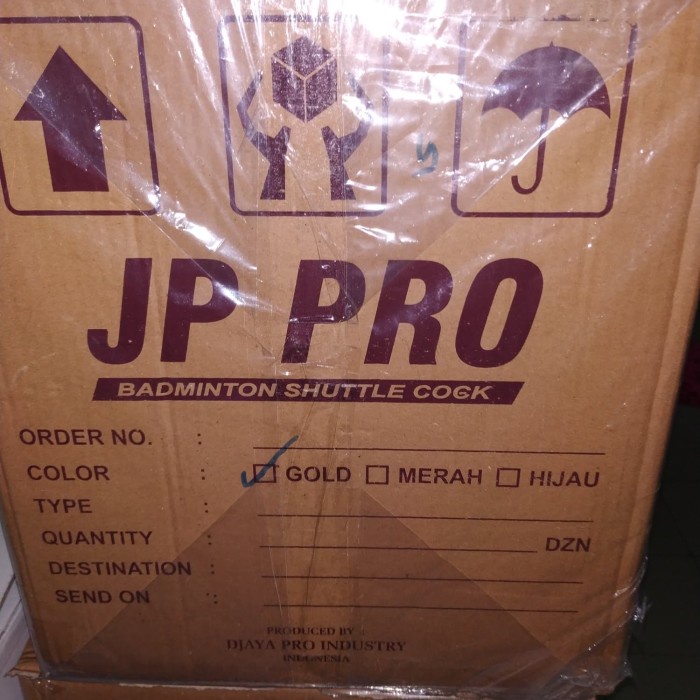 JP PRO
BADMINTON SHUTTLE COCK
ORDER NO. :
COLOR : GOLD MERAH HIJAU
TYPE :
QUANTITY : DZN
DESTINATION :
SEND ON :
PRODUCED BY :
DJAYA PRO INDUSTRY
INDONESIA